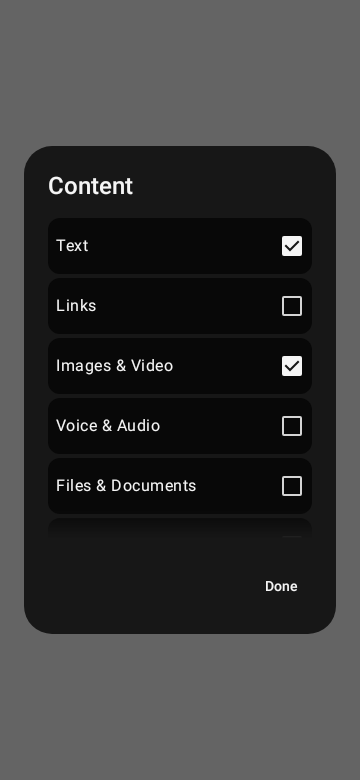 Content
Text
Links
Images & Video
Voice & Audio
Files & Documents
Done